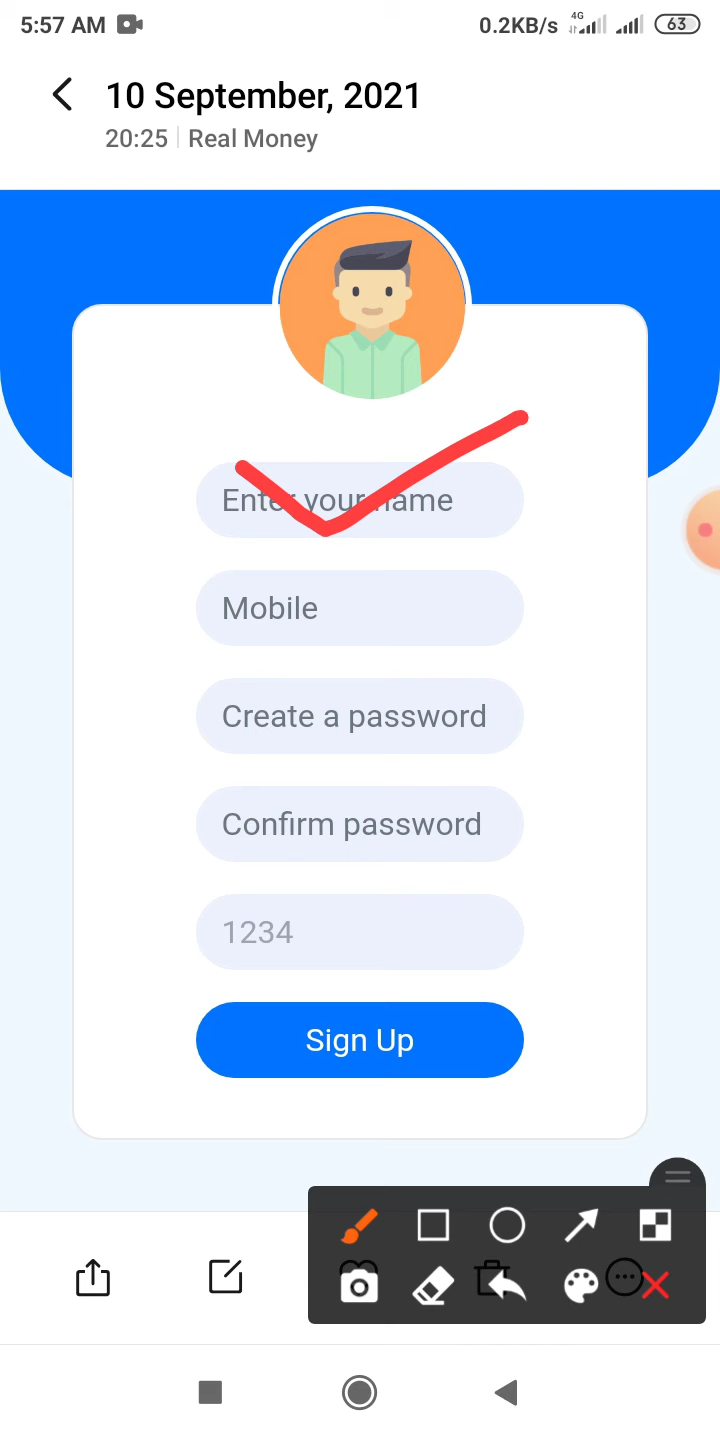 5:57 AM 0.2KB/s 4G 63
10 September, 2021
20:25 Real Money
Enter your name
Mobile
Create a password
Confirm password
1234
Sign Up